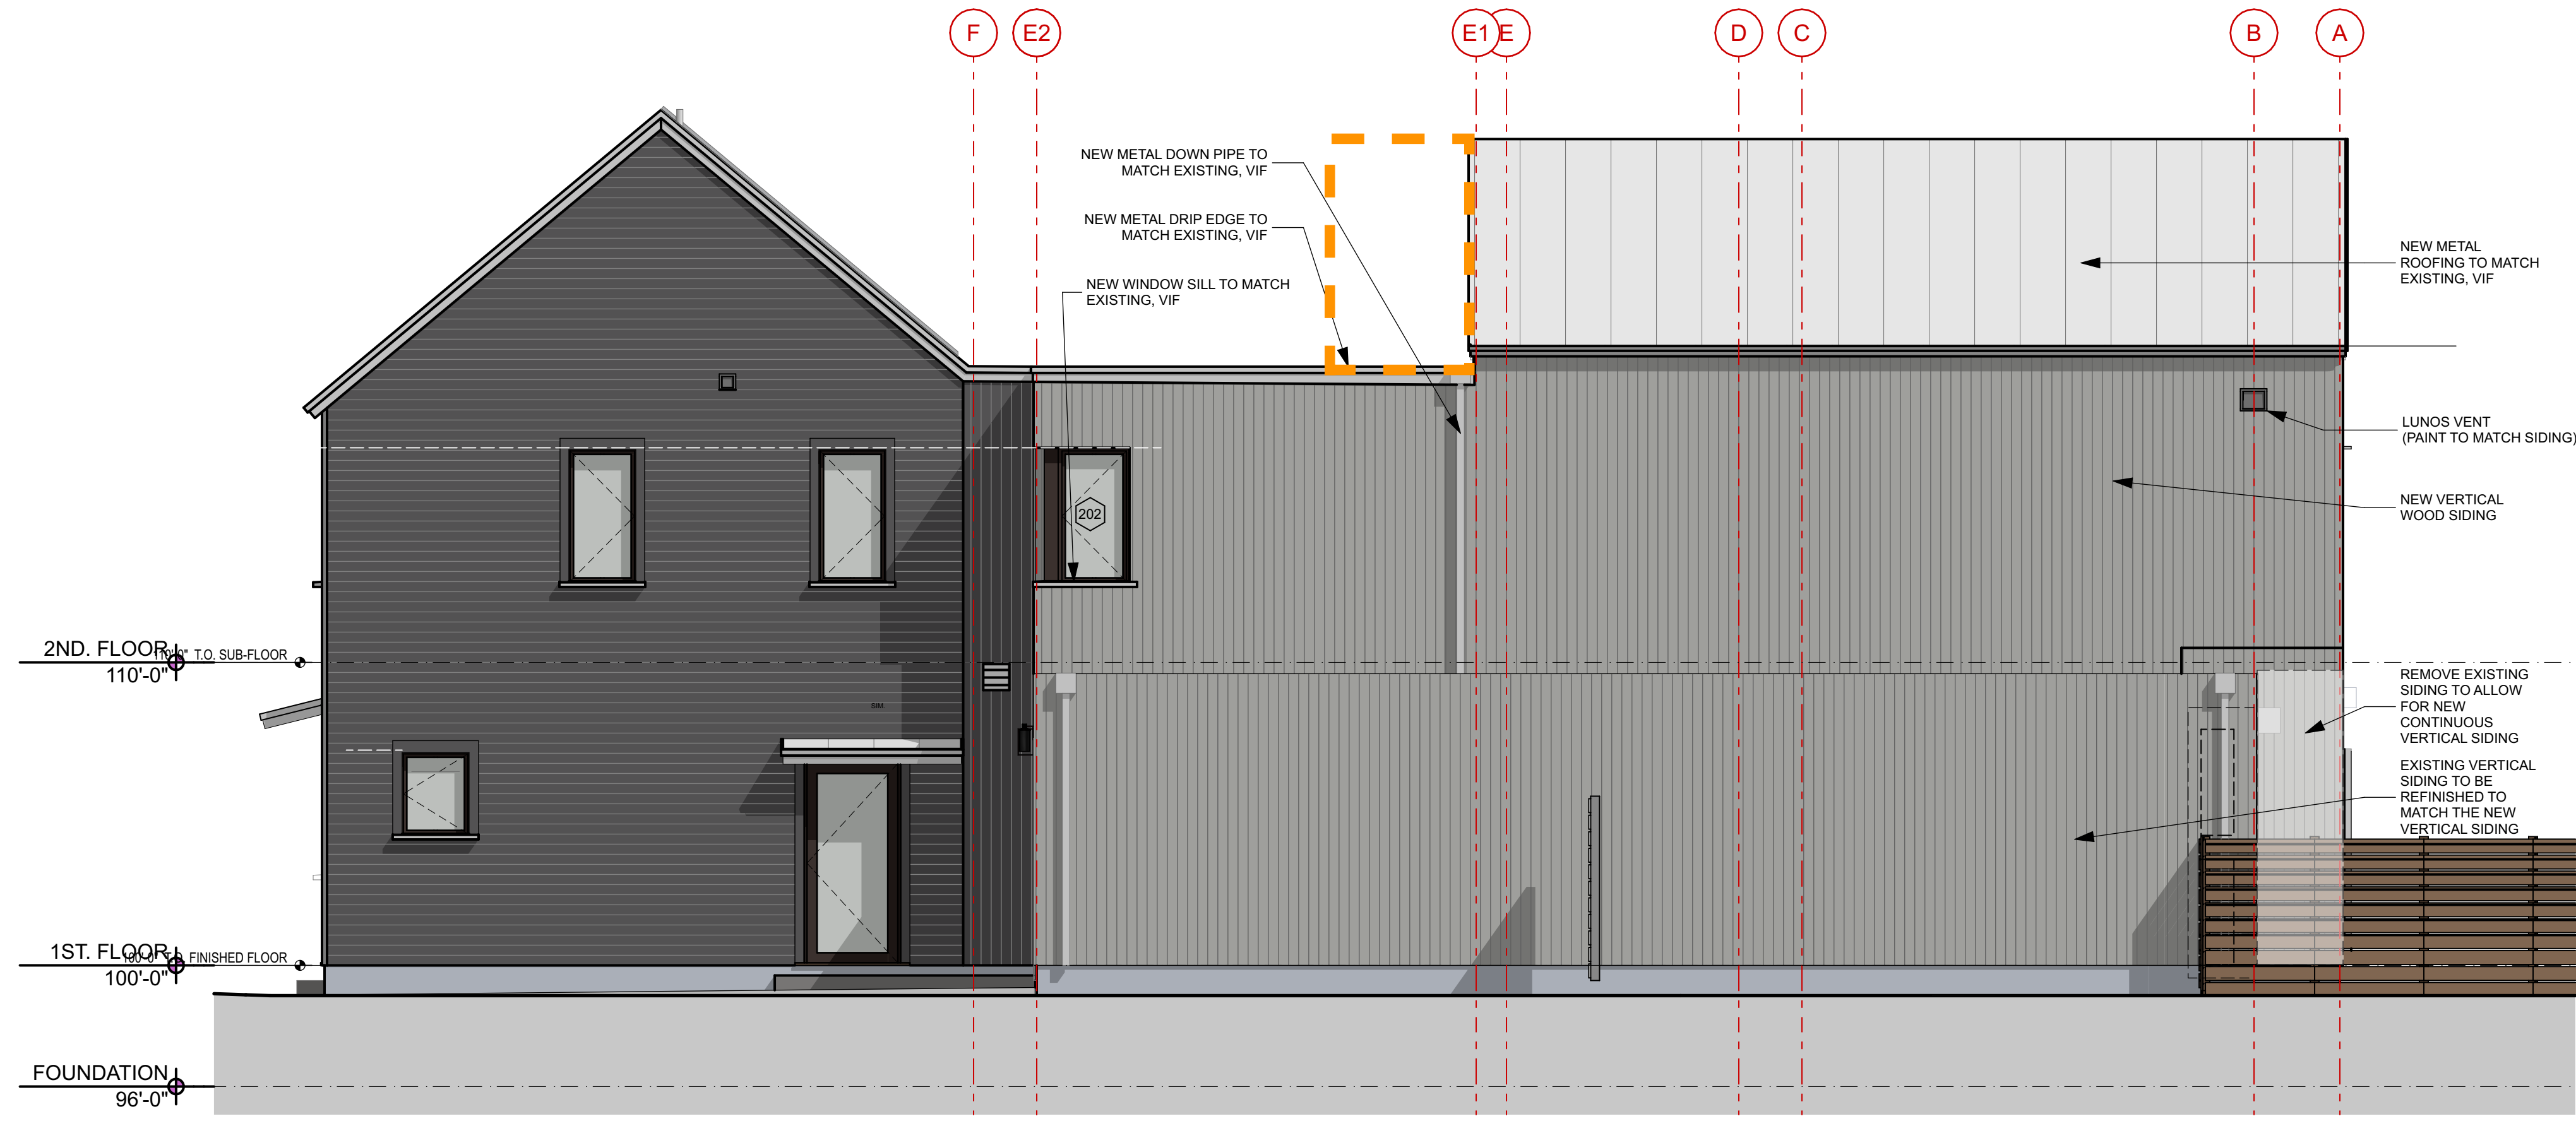 F
E2
E1
E
D
C
B
A
NEW METAL DOWN PIPE TO
MATCH EXISTING, VIF
NEW METAL DRIP EDGE TO
MATCH EXISTING, VIF
NEW WINDOW SILL TO MATCH
EXISTING, VIF
NEW METAL
ROOFING TO MATCH
EXISTING, VIF
LUNOS VENT
(PAINT TO MATCH SIDING)
NEW VERTICAL
WOOD SIDING
202
2ND. FLOOR
110'-0" T.O. SUB-FLOOR
110'-0"
SIM.
REMOVE EXISTING
SIDING TO ALLOW
FOR NEW
CONTINUOUS
VERTICAL SIDING
EXISTING VERTICAL
SIDING TO BE
REFINISHED TO
MATCH THE NEW
VERTICAL SIDING
1ST. FLOOR
FINISHED FLOOR
100'-0"
FOUNDATION
96'-0"